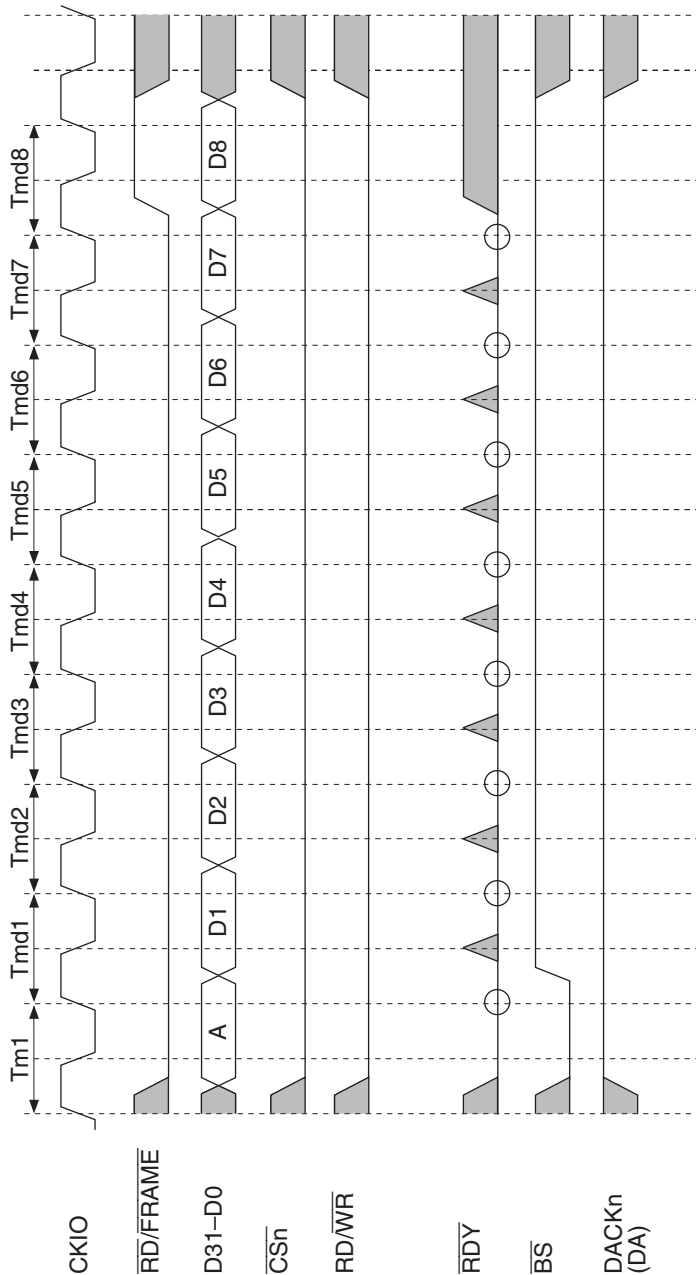 Tm1 Tmd1 Tmd2 Tmd3 Tmd4 Tmd5 Tmd6 Tmd7 Tmd8
CKIO
RD/FRAME
D31–D0 A D1 D2 D3 D4 D5 D6 D7 D8
CSn
RD/WR
RDY
BS
DACKn
(DA)